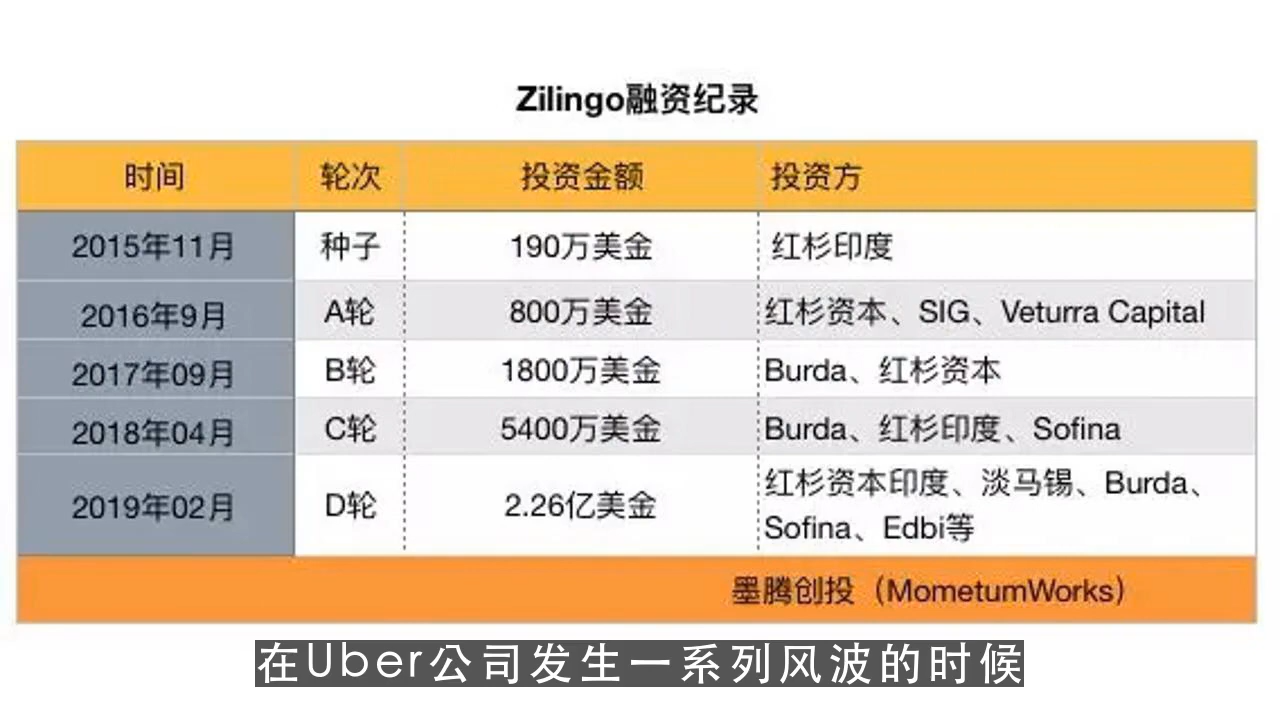 Zilingo融资纪录
时间 轮次 投资金额 投资方
2015年11月 种子 190万美金 红杉印度
2016年9月 A轮 800万美金 红杉资本、SIG、Veturra Capital
2017年09月 B轮 1800万美金 Burda、红杉资本
2018年04月 C轮 5400万美金 Burda、红杉印度、Sofina
2019年02月 D轮 2.26亿美金 红杉资本印度、淡马锡、Burda、
Sofina、Edbi等
墨腾创投（MometumWorks）
在Uber公司发生一系列风波的时候